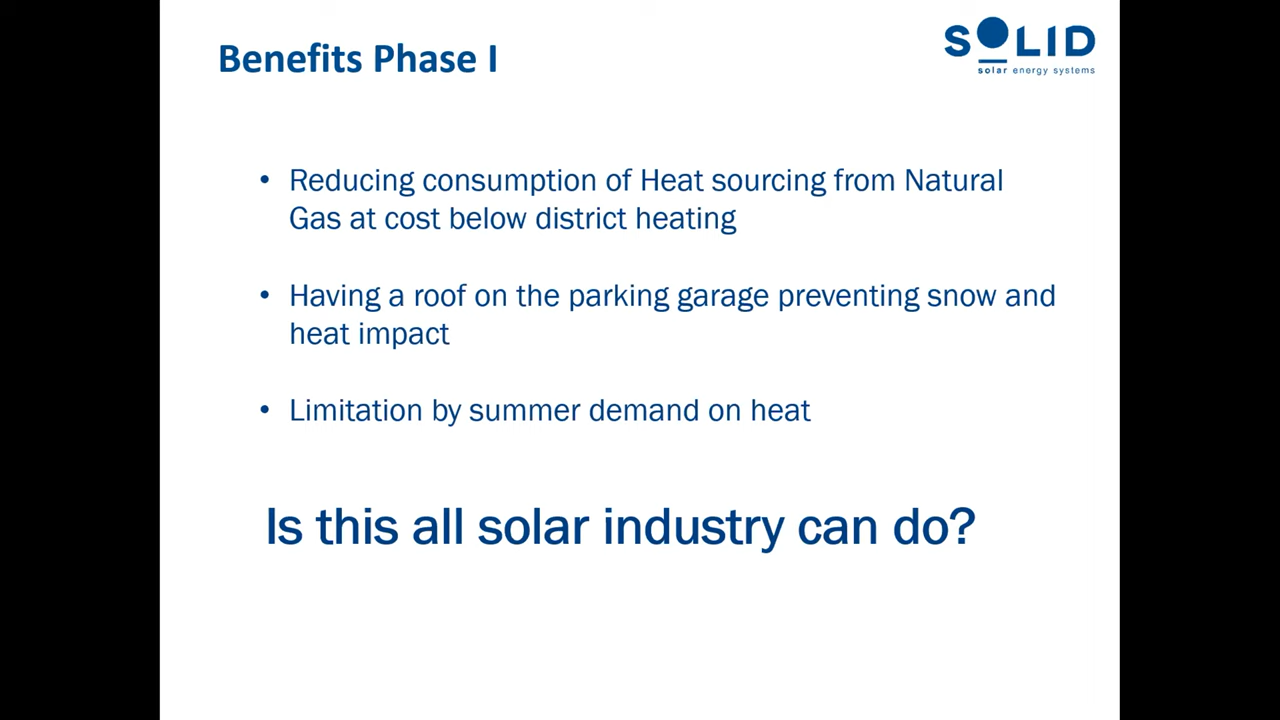 Benefits Phase I
SOLID
solar energy systems
• Reducing consumption of Heat sourcing from Natural
Gas at cost below district heating
• Having a roof on the parking garage preventing snow and
heat impact
• Limitation by summer demand on heat
Is this all solar industry can do?